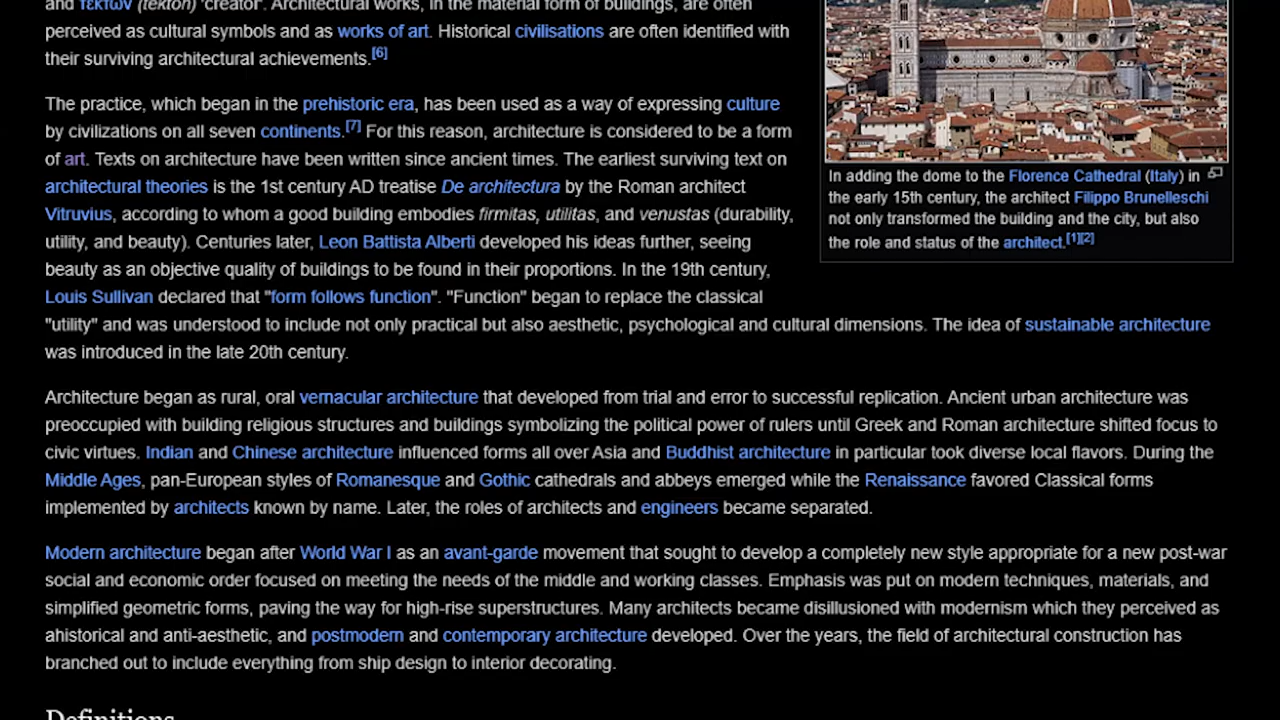 and τέκτων (tékton) 'creator'. Architectural works, in the material form of buildings, are often
perceived as cultural symbols and as works of art. Historical civilisations are often identified with
their surviving architectural achievements.[6]
The practice, which began in the prehistoric era, has been used as a way of expressing culture
by civilizations on all seven continents.[7] For this reason, architecture is considered to be a form
of art. Texts on architecture have been written since ancient times. The earliest surviving text on
architectural theories is the 1st century AD treatise De architectura by the Roman architect
Vitruvius, according to whom a good building embodies firmitas, utilitas, and venustas (durability,
utility, and beauty). Centuries later, Leon Battista Alberti developed his ideas further, seeing
beauty as an objective quality of buildings to be found in their proportions. In the 19th century,
Louis Sullivan declared that "form follows function". "Function" began to replace the classical
"utility" and was understood to include not only practical but also aesthetic, psychological and cultural dimensions. The idea of sustainable architecture
was introduced in the late 20th century.
In adding the dome to the Florence Cathedral (Italy) in
the early 15th century, the architect Filippo Brunelleschi
not only transformed the building and the city, but also
the role and status of the architect.[1][2]
Architecture began as rural, oral vernacular architecture that developed from trial and error to successful replication. Ancient urban architecture was
preoccupied with building religious structures and buildings symbolizing the political power of rulers until Greek and Roman architecture shifted focus to
civic virtues. Indian and Chinese architecture influenced forms all over Asia and Buddhist architecture in particular took diverse local flavors. During the
Middle Ages, pan-European styles of Romanesque and Gothic cathedrals and abbeys emerged while the Renaissance favored Classical forms
implemented by architects known by name. Later, the roles of architects and engineers became separated.
Modern architecture began after World War I as an avant-garde movement that sought to develop a completely new style appropriate for a new post-war
social and economic order focused on meeting the needs of the middle and working classes. Emphasis was put on modern techniques, materials, and
simplified geometric forms, paving the way for high-rise superstructures. Many architects became disillusioned with modernism which they perceived as
ahistorical and anti-aesthetic, and postmodern and contemporary architecture developed. Over the years, the field of architectural construction has
branched out to include everything from ship design to interior decorating.
Definitions